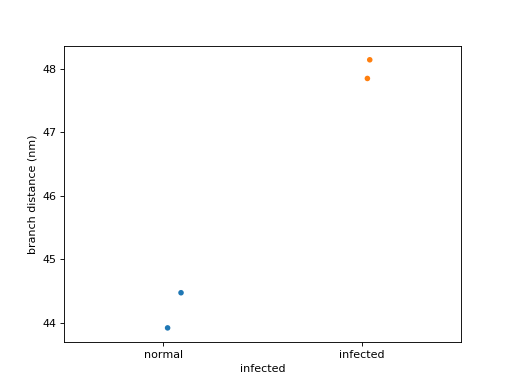 48
47
46
45
44
branch distance (nm)
normal
infected
infected